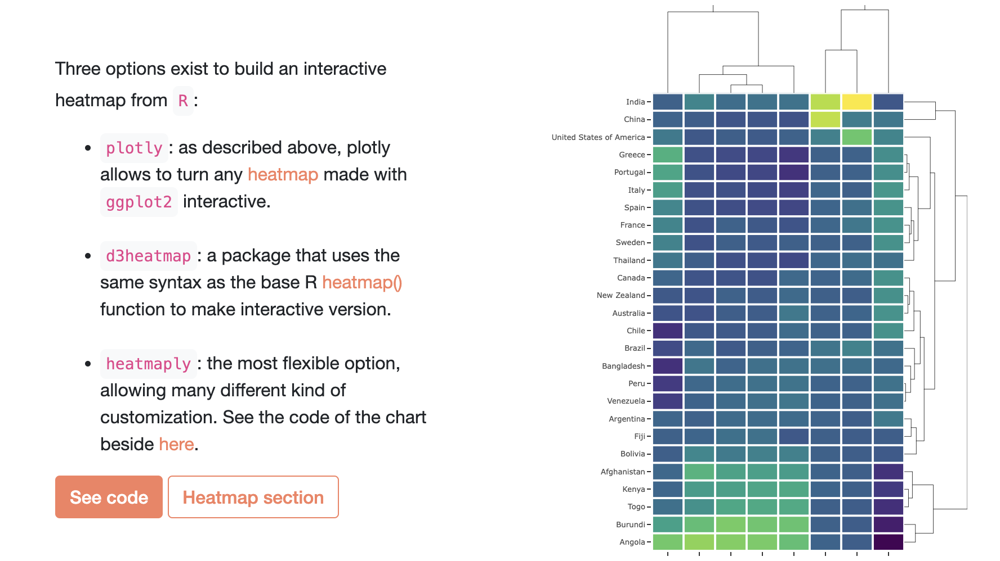 Three options exist to build an interactive
heatmap from R :
• plotly : as described above, plotly
allows to turn any heatmap made with
ggplot2 interactive.
• d3heatmap : a package that uses the
same syntax as the base R heatmap()
function to make interactive version.
• heatmaply : the most flexible option,
allowing many different kind of
customization. See the code of the chart
beside here.
See code
Heatmap section
India
China
United States of America
Greece
Portugal
Italy
Spain
France
Sweden
Thailand
Canada
New Zealand
Australia
Chile
Brazil
Bangladesh
Peru
Venezuela
Argentina
Fiji
Bolivia
Afghanistan
Kenya
Togo
Burundi
Angola